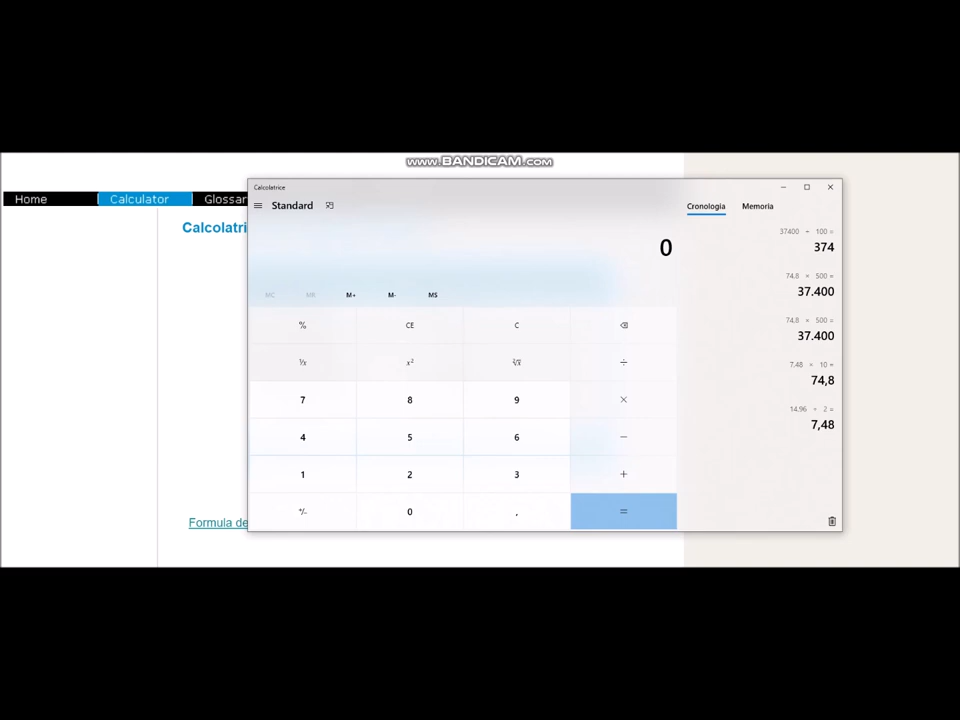 www.BANDICAM.com
Home
Calculator
Glossar
Calcolatri
Formula de
Calcolatrice
Standard
0
MC
MR
M+
M-
MS
% CE C
¹/x x²
÷
7 8 9 ×
4 5 6 −
1 2 3 +
+/− 0 . =
Cronologia Memoria
37400 ÷ 100 =
374
74.8 × 500 =
37.400
74.8 × 500 =
37.400
7.48 × 10 =
74,8
14.96 ÷ 2 =
7,48